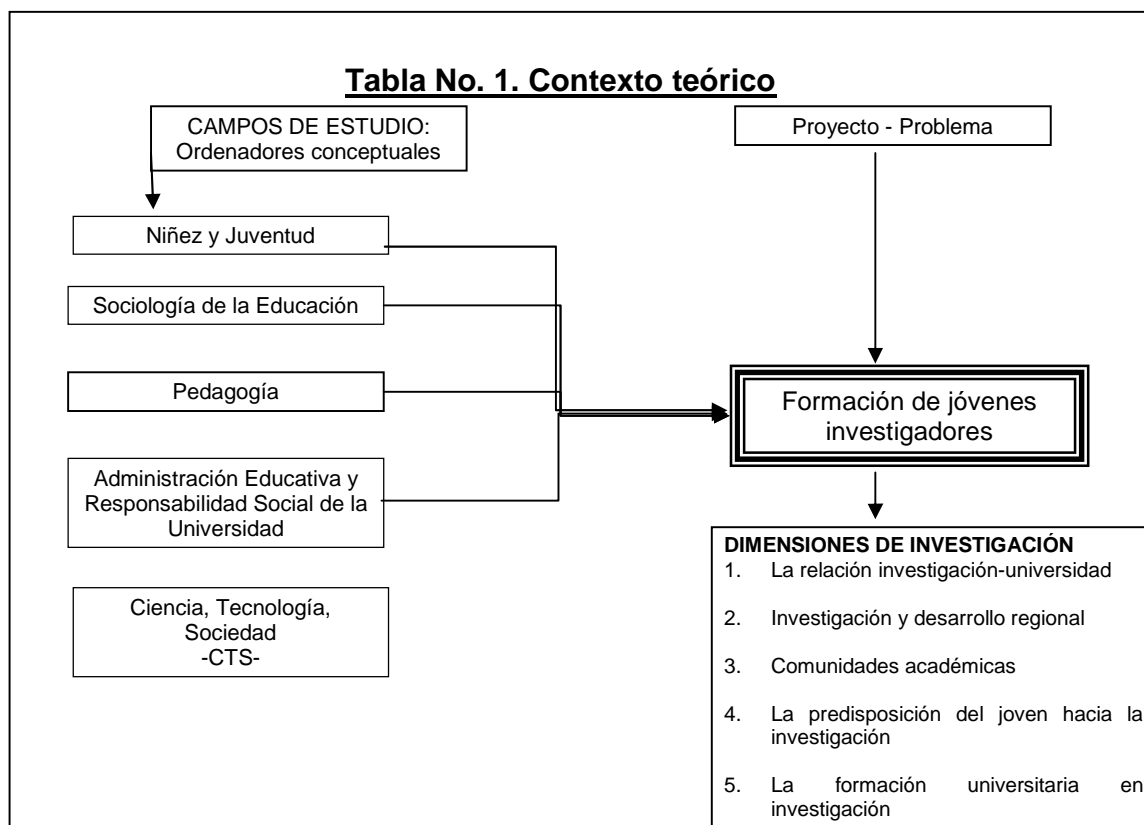 Tabla No. 1. Contexto teórico
CAMPOS DE ESTUDIO:
Ordenadores conceptuales
Niñez y Juventud
Sociología de la Educación
Pedagogía
Administración Educativa y
Responsabilidad Social de la
Universidad
Ciencia, Tecnología,
Sociedad
-CTS-
Proyecto - Problema
Formación de jóvenes
investigadores
DIMENSIONES DE INVESTIGACIÓN
1. La relación investigación-universidad
2. Investigación y desarrollo regional
3. Comunidades académicas
4. La predisposición del joven hacia la
investigación
5. La formación universitaria en
investigación